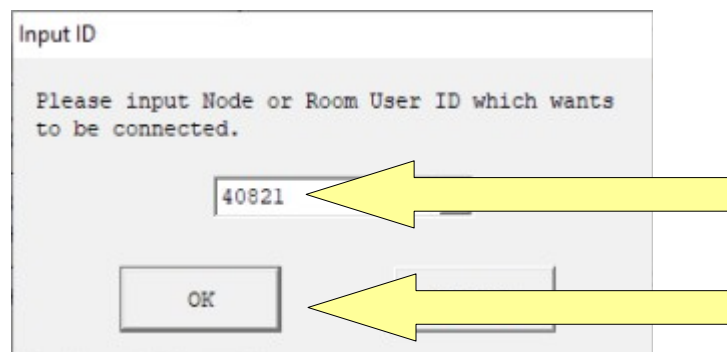 Input ID
Please input Node or Room User ID which wants
to be connected.
40821
OK